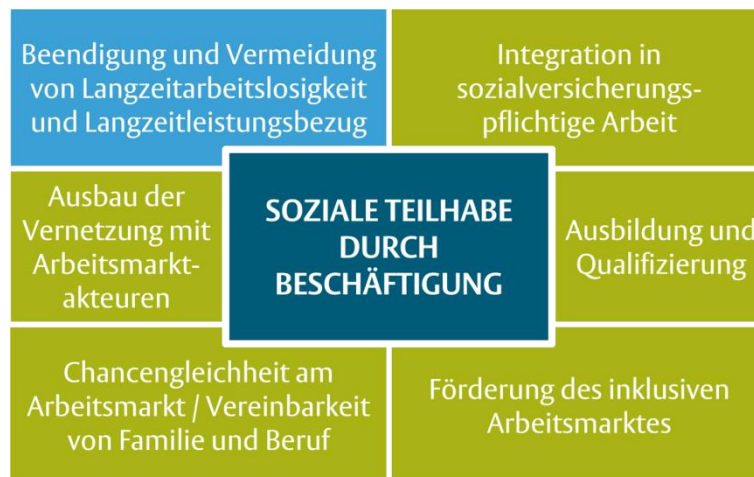 Beendigung und Vermeidung
von Langzeitarbeitslosigkeit
und Langzeitleistungsbezug
Integration in
sozialversicherungs-
pflichtige Arbeit
Ausbau der
Vernetzung mit
Arbeitsmarkt-
akteuren
SOZIALE TEILHABE
DURCH
BESCHÄFTIGUNG
Ausbildung und
Qualifizierung
Chancengleichheit am
Arbeitsmarkt / Vereinbarkeit
von Familie und Beruf
Förderung des inklusiven
Arbeitsmarktes